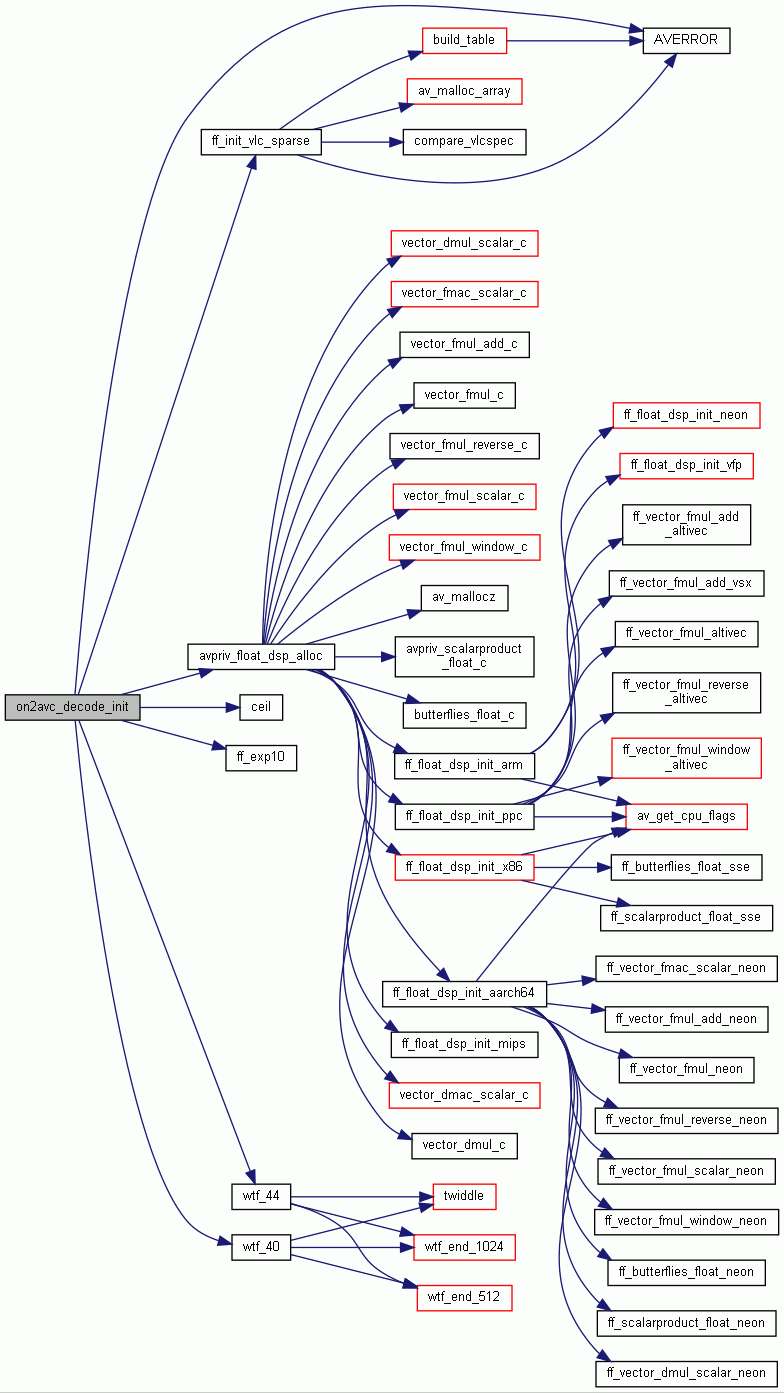 build_table
AVERROR
av_malloc_array
ff_init_vlc_sparse
compare_vlcspec
vector_dmul_scalar_c
vector_fmac_scalar_c
vector_fmul_add_c
vector_fmul_c
ff_float_dsp_init_neon
vector_fmul_reverse_c
ff_float_dsp_init_vfp
vector_fmul_scalar_c
ff_vector_fmul_add
_altivec
vector_fmul_window_c
ff_vector_fmul_add_vsx
av_mallocz
ff_vector_fmul_altivec
avpriv_float_dsp_alloc
avpriv_scalarproduct
_float_c
ff_vector_fmul_reverse
_altivec
on2avc_decode_init
ceil
butterflies_float_c
ff_exp10
ff_float_dsp_init_arm
ff_vector_fmul_window
_altivec
ff_float_dsp_init_ppc
av_get_cpu_flags
ff_float_dsp_init_x86
ff_butterflies_float_sse
ff_scalarproduct_float_sse
ff_vector_fmac_scalar_neon
ff_float_dsp_init_aarch64
ff_vector_fmul_add_neon
ff_float_dsp_init_mips
ff_vector_fmul_neon
vector_dmac_scalar_c
ff_vector_fmul_reverse_neon
vector_dmul_c
ff_vector_fmul_scalar_neon
wtf_44
twiddle
ff_vector_fmul_window_neon
wtf_40
wtf_end_1024
ff_butterflies_float_neon
wtf_end_512
ff_scalarproduct_float_neon
ff_vector_dmul_scalar_neon